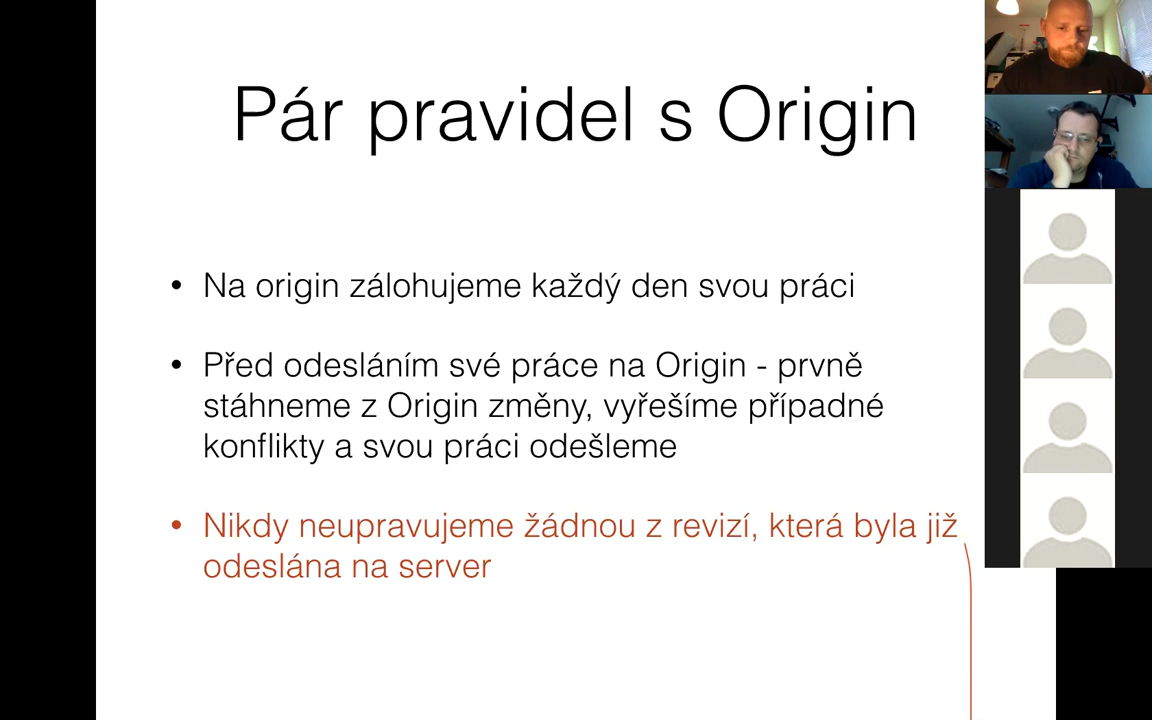 Pár pravidel s Origin
• Na origin zálohujeme každý den svou práci
• Před odesláním své práce na Origin - prvně
stáhneme z Origin změny, vyřešíme případné
konflikty a svou práci odešleme
• Nikdy neupravujeme žádnou z revizí, která byla již
odeslána na server